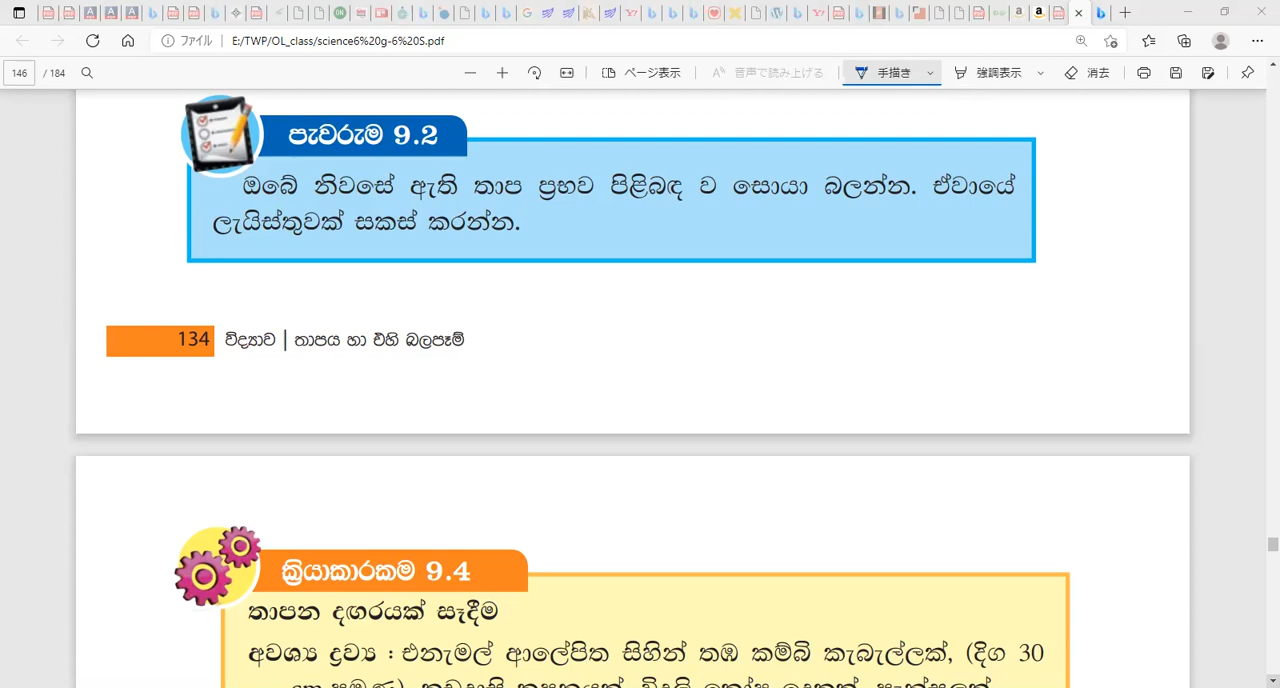 ファイル E:/TWP/OL_class/science6%20g-6%20S.pdf
146 / 184 ページ表示 音声で読み上げる 手描き 強調表示 消去
පැවරුම 9.2
ඔබේ නිවසේ ඇති තාප ප්‍රභව පිළිබඳ ව සොයා බලන්න. ඒවායේ
ලැයිස්තුවක් සකස් කරන්න.
134 විද්‍යාව | තාපය හා එහි බලපෑම්
ක්‍රියාකාරකම 9.4
තාපන දඟරයක් සෑදීම
අවශ්‍ය ද්‍රව්‍ය : එනැමල් ආලේපිත සිහින් තඹ කම්බි කැබැල්ලක්, (දිග 30